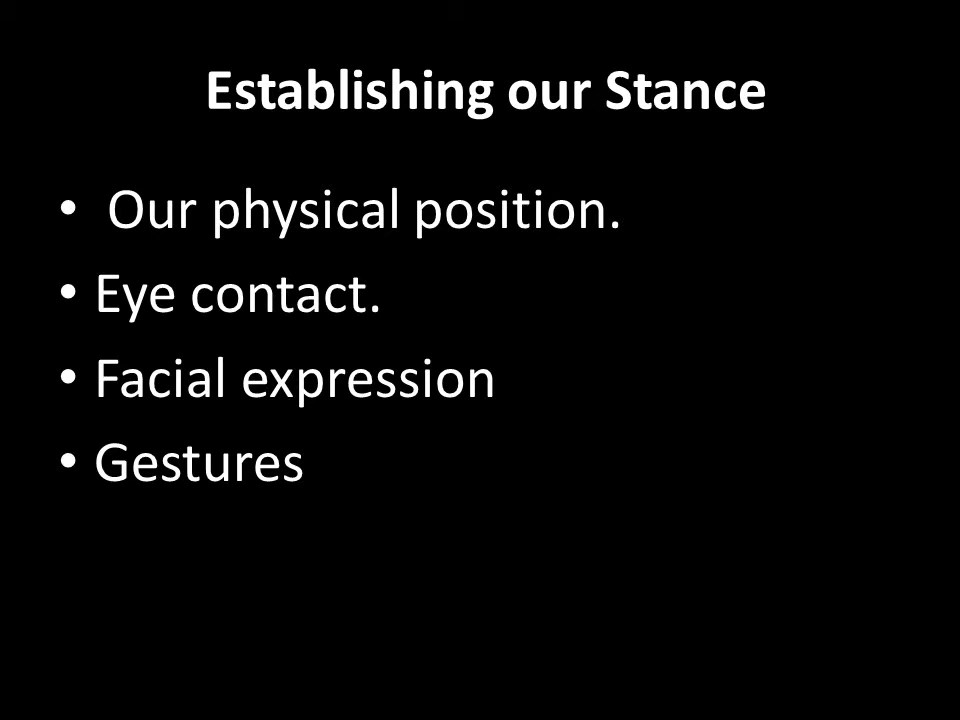 Establishing our Stance
• Our physical position.
• Eye contact.
• Facial expression
• Gestures